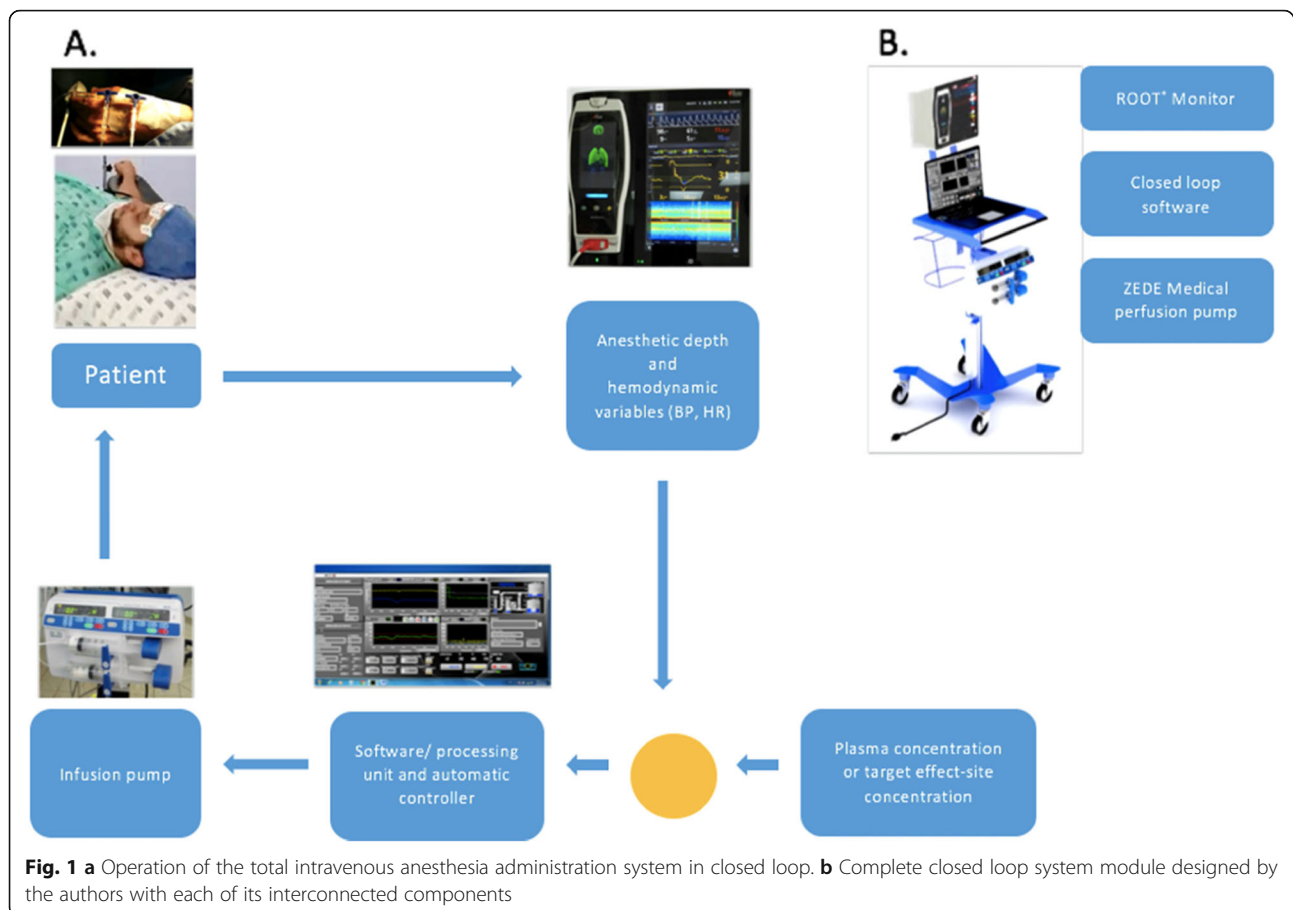 A.
B.
ROOT* Monitor
Closed loop
software
ZEDE Medical
perfusion pump
Patient
Anesthetic depth
and
hemodynamic
variables (BP, HR)
Infusion pump
Software/ processing
unit and automatic
controller
Plasma concentration
or target effect-site
concentration
Fig. 1 a Operation of the total intravenous anesthesia administration system in closed loop. b Complete closed loop system module designed by
the authors with each of its interconnected components